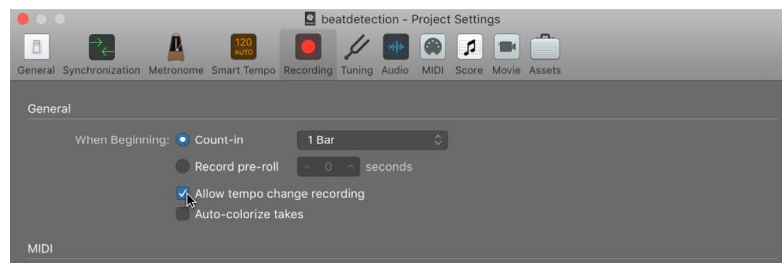 beatdetection - Project Settings
120
AUTO
General Synchronization Metronome Smart Tempo Recording Tuning Audio MIDI Score Movie Assets
General
When Beginning: Count-in 1 Bar
Record pre-roll 0 seconds
Allow tempo change recording
Auto-colorize takes
MIDI